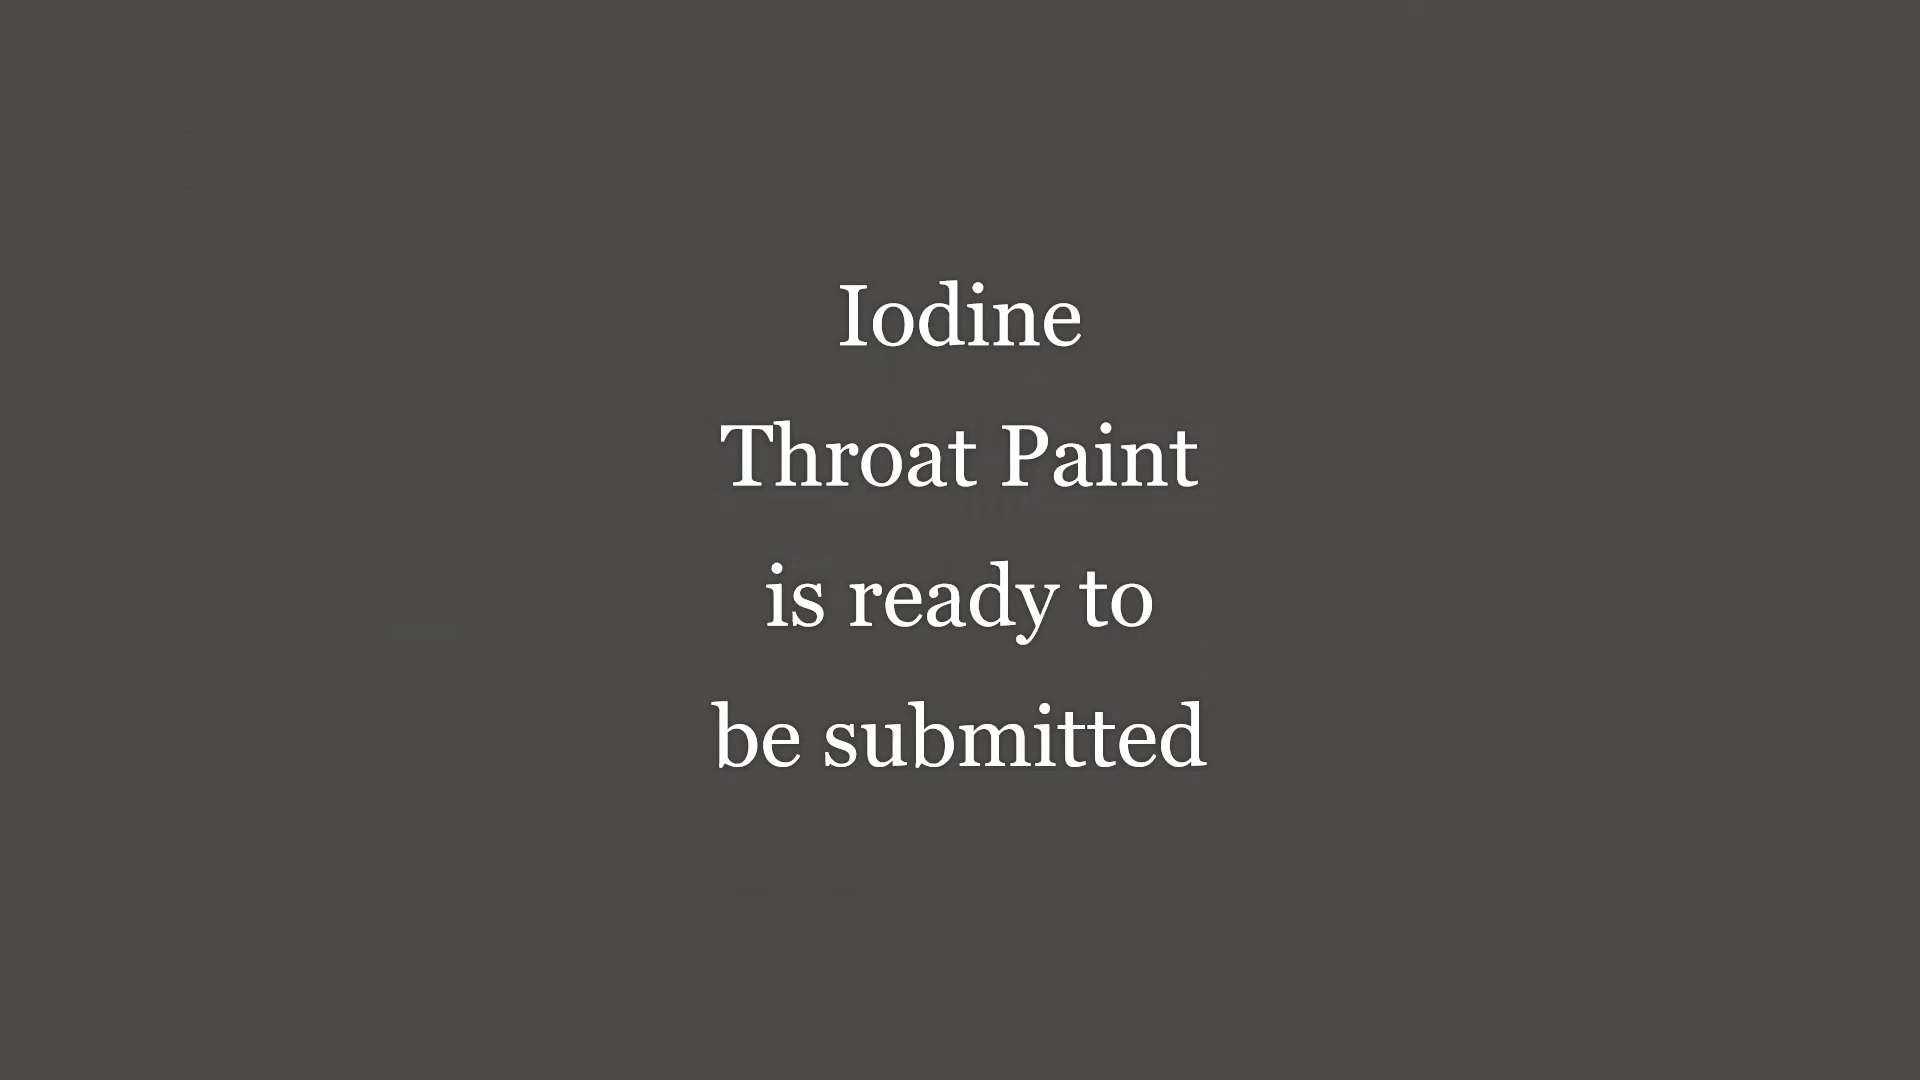 Iodine
Throat Paint
is ready to
be submitted